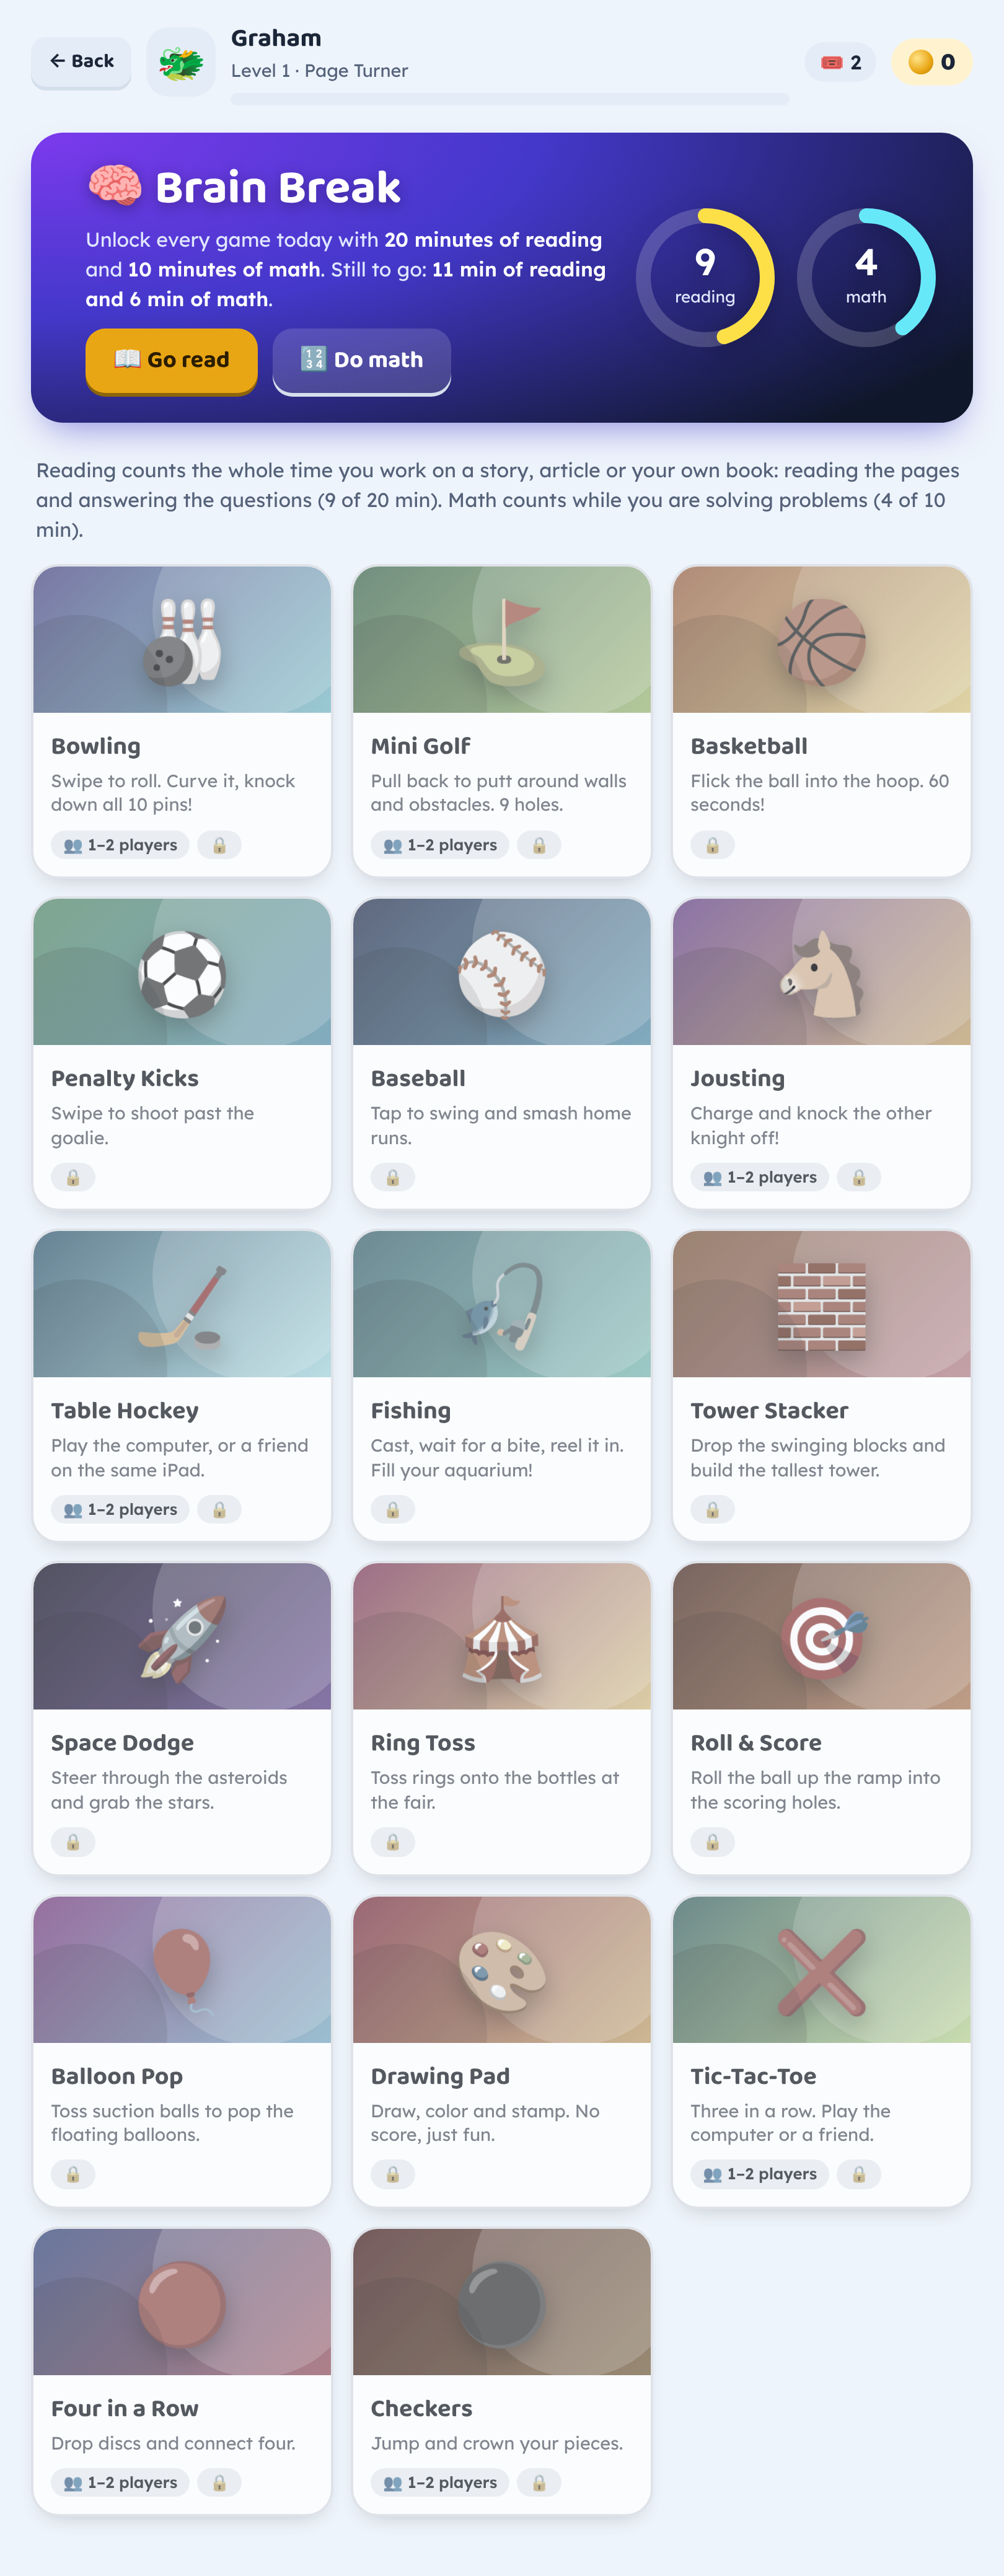 ← Back
Graham
Level 1 · Page Turner
2
0
Brain Break
Unlock every game today with 20 minutes of reading
and 10 minutes of math. Still to go: 11 min of reading
and 6 min of math.
Go read
Do math
9
reading
4
math
Reading counts the whole time you work on a story, article or your own book: reading the pages
and answering the questions (9 of 20 min). Math counts while you are solving problems (4 of 10
min).
Bowling
Swipe to roll. Curve it, knock
down all 10 pins!
1–2 players
Mini Golf
Pull back to putt around walls
and obstacles. 9 holes.
1–2 players
Basketball
Flick the ball into the hoop. 60
seconds!
Penalty Kicks
Swipe to shoot past the
goalie.
Baseball
Tap to swing and smash home
runs.
Jousting
Charge and knock the other
knight off!
1–2 players
Table Hockey
Play the computer, or a friend
on the same iPad.
1–2 players
Fishing
Cast, wait for a bite, reel it in.
Fill your aquarium!
Tower Stacker
Drop the swinging blocks and
build the tallest tower.
Space Dodge
Steer through the asteroids
and grab the stars.
Ring Toss
Toss rings onto the bottles at
the fair.
Roll & Score
Roll the ball up the ramp into
the scoring holes.
Balloon Pop
Toss suction balls to pop the
floating balloons.
Drawing Pad
Draw, color and stamp. No
score, just fun.
Tic-Tac-Toe
Three in a row. Play the
computer or a friend.
1–2 players
Four in a Row
Drop discs and connect four.
1–2 players
Checkers
Jump and crown your pieces.
1–2 players